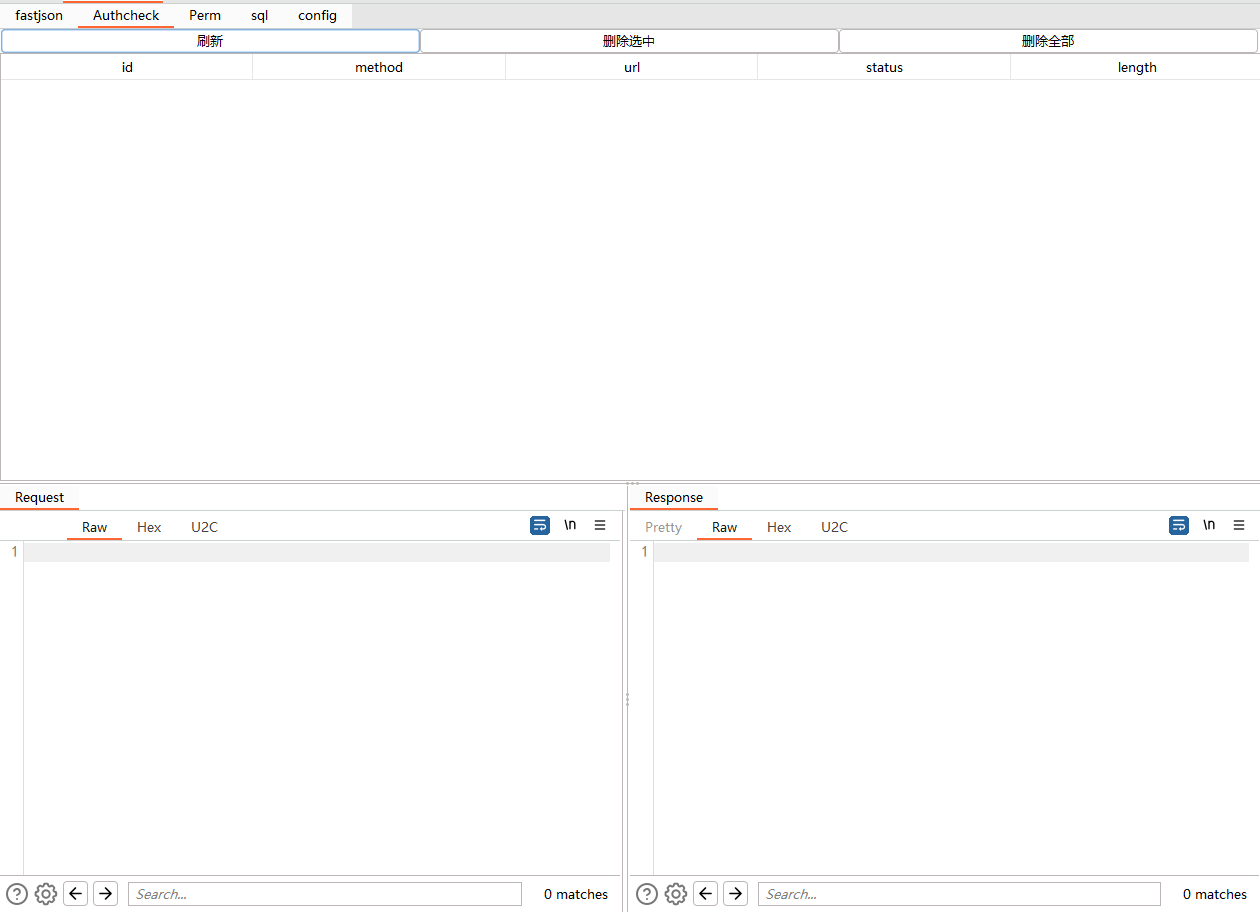 fastjson Authcheck Perm sql config
刷新 删除选中 删除全部
id method url status length
Request Response
Raw Hex U2C \n Pretty Raw Hex U2C \n
1 1
Search... 0 matches Search... 0 matches